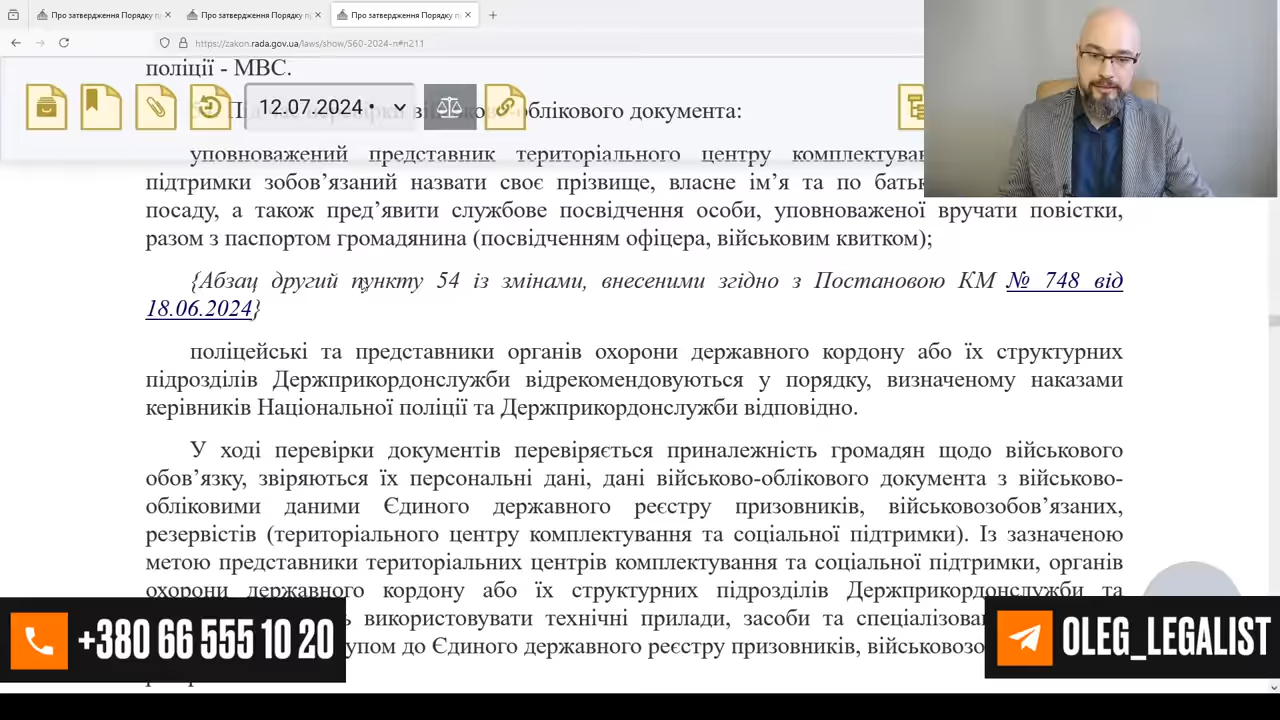 Про затвердження Порядку п
Про затвердження Порядку п
Про затвердження Порядку п
https://zakon.rada.gov.ua/laws/show/560-2024-п#n211
поліції - МВС.
12.07.2024
облікового документа:
уповноважений представник територіального центру
підтримки зобов’язаний назвати своє прізвище, власне ім’я та по
посаду, а також пред’явити службове посвідчення особи, уповноваженої вручати повістки,
разом з паспортом громадянина (посвідченням офіцера, військовим квитком);
{Абзац другий пункту 54 із змінами, внесеними згідно з Постановою КМ № 748 від
18.06.2024}
поліцейські та представники органів охорони державного кордону або їх структурних
підрозділів Держприкордонслужби відрекомендовуються у порядку, визначеному наказами
керівників Національної поліції та Держприкордонслужби відповідно.
У ході перевірки документів перевіряється приналежність громадян щодо військового
обов’язку, звіряються їх персональні дані, дані військово-облікового документа з військово-
обліковими даними Єдиного державного реєстру призовників, військовозобов’язаних,
резервістів (територіального центру комплектування та соціальної підтримки). Із зазначеною
метою представники територіальних центрів комплектування та соціальної підтримки, органів
охорони державного кордону або їх структурних підрозділів Держприкордонслужби та
використовувати технічні прилади, засоби та
до Єдиного державного реєстру призовників,
+380 66 555 10 20
OLEG_LEGALIST